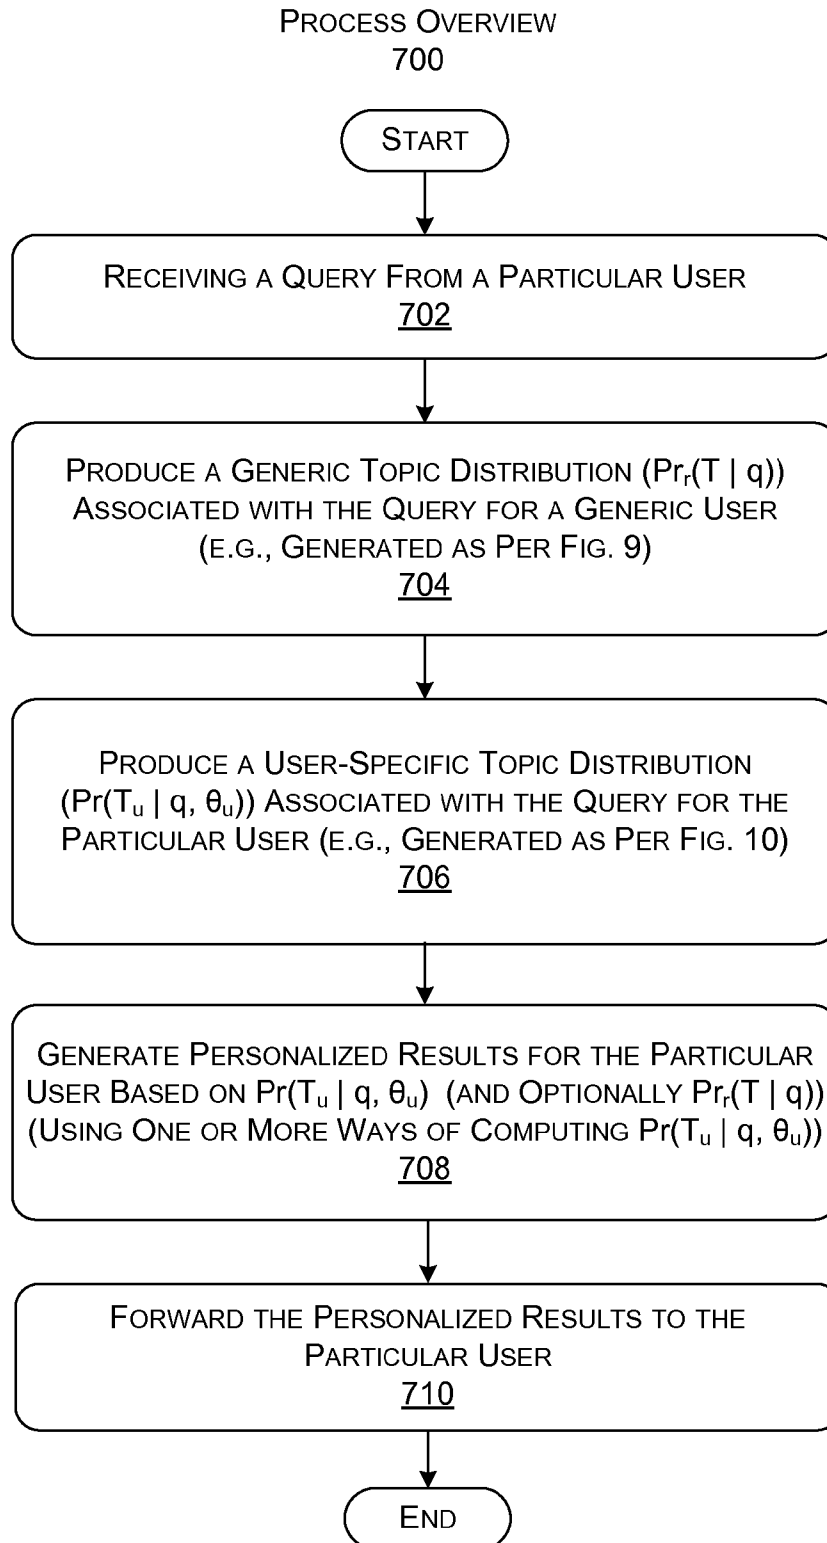 PROCESS OVERVIEW
700
START
RECEIVING A QUERY FROM A PARTICULAR USER
702
PRODUCE A GENERIC TOPIC DISTRIBUTION (Prᵣ(T | q))
ASSOCIATED WITH THE QUERY FOR A GENERIC USER
(E.G., GENERATED AS PER FIG. 9)
704
PRODUCE A USER-SPECIFIC TOPIC DISTRIBUTION
(Pr(Tᵤ | q, θᵤ)) ASSOCIATED WITH THE QUERY FOR THE
PARTICULAR USER (E.G., GENERATED AS PER FIG. 10)
706
GENERATE PERSONALIZED RESULTS FOR THE PARTICULAR
USER BASED ON Pr(Tᵤ | q, θᵤ) (AND OPTIONALLY Prᵣ(T | q))
(USING ONE OR MORE WAYS OF COMPUTING Pr(Tᵤ | q, θᵤ))
708
FORWARD THE PERSONALIZED RESULTS TO THE
PARTICULAR USER
710
END